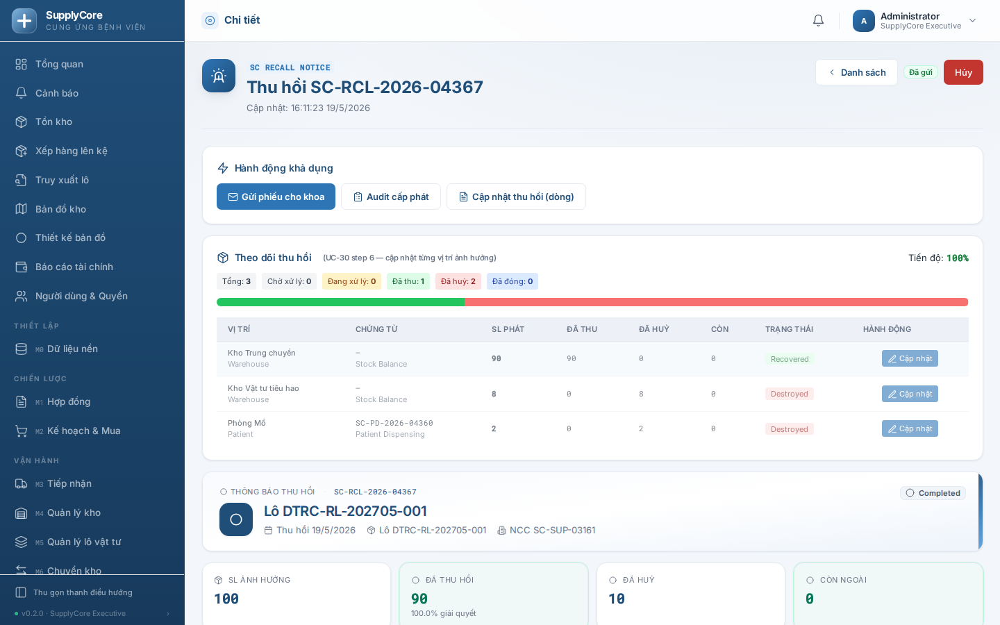 SupplyCore
CUNG ỨNG BỆNH VIỆN
Tổng quan
Cảnh báo
Tồn kho
Xếp hàng lên kệ
Truy xuất lô
Bản đồ kho
Thiết kế bản đồ
Báo cáo tài chính
Người dùng & Quyền
THIẾT LẬP
M0 Dữ liệu nền
CHIẾN LƯỢC
M1 Hợp đồng
M2 Kế hoạch & Mua
VẬN HÀNH
M3 Tiếp nhận
M4 Quản lý kho
M5 Quản lý lô vật tư
M6 Chuyển kho
Thu gọn thanh điều hướng
v0.2.0 · SupplyCore Executive
Chi tiết
A
Administrator
SupplyCore Executive
SC RECALL NOTICE
Thu hồi SC-RCL-2026-04367
Cập nhật: 16:11:23 19/5/2026
Danh sách
Đã gửi
Hủy
Hành động khả dụng
Gửi phiếu cho khoa
Audit cấp phát
Cập nhật thu hồi (dòng)
Theo dõi thu hồi (UC-30 step 6 — cập nhật từng vị trí ảnh hưởng)
Tiến độ: 100%
Tổng: 3 Chờ xử lý: 0 Đang xử lý: 0 Đã thu: 1 Đã huỷ: 2 Đã đóng: 0
VỊ TRÍ CHỨNG TỪ SL PHÁT ĐÃ THU ĐÃ HUỶ CÒN TRẠNG THÁI HÀNH ĐỘNG
Kho Trung chuyển — 90 90 0 0 Recovered Cập nhật
Warehouse Stock Balance
Kho Vật tư tiêu hao — 8 0 8 0 Destroyed Cập nhật
Warehouse Stock Balance
Phòng Mổ SC-PD-2026-04360 2 0 2 0 Destroyed Cập nhật
Patient Patient Dispensing
THÔNG BÁO THU HỒI · SC-RCL-2026-04367
Completed
Lô DTRC-RL-202705-001
Thu hồi 19/5/2026 Lô DTRC-RL-202705-001 NCC SC-SUP-03161
SL ẢNH HƯỞNG
100
ĐÃ THU HỒI
90
100.0% giải quyết
ĐÃ HUỶ
10
CÒN NGOÀI
0